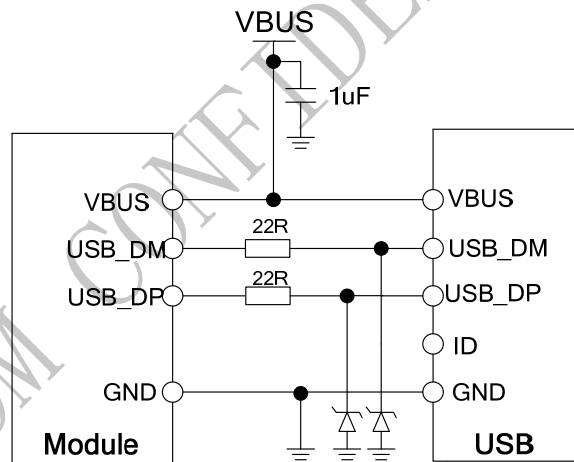 VBUS
1uF
VBUS
22R
VBUS
USB_DM
USB_DM
22R
USB_DP
USB_DP
ID
GND
GND
Module
USB